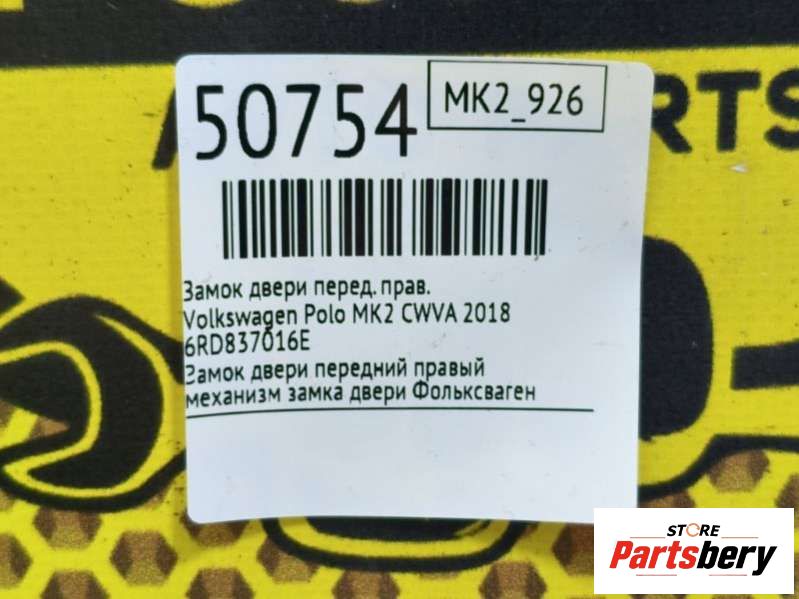 RTS
50754
MK2_926
Замок двери перед. прав.
Volkswagen Polo MK2 CWVA 2018
6RD837016E
Замок двери передний правый
механизм замка двери Фольксваген
STORE
Partsbery